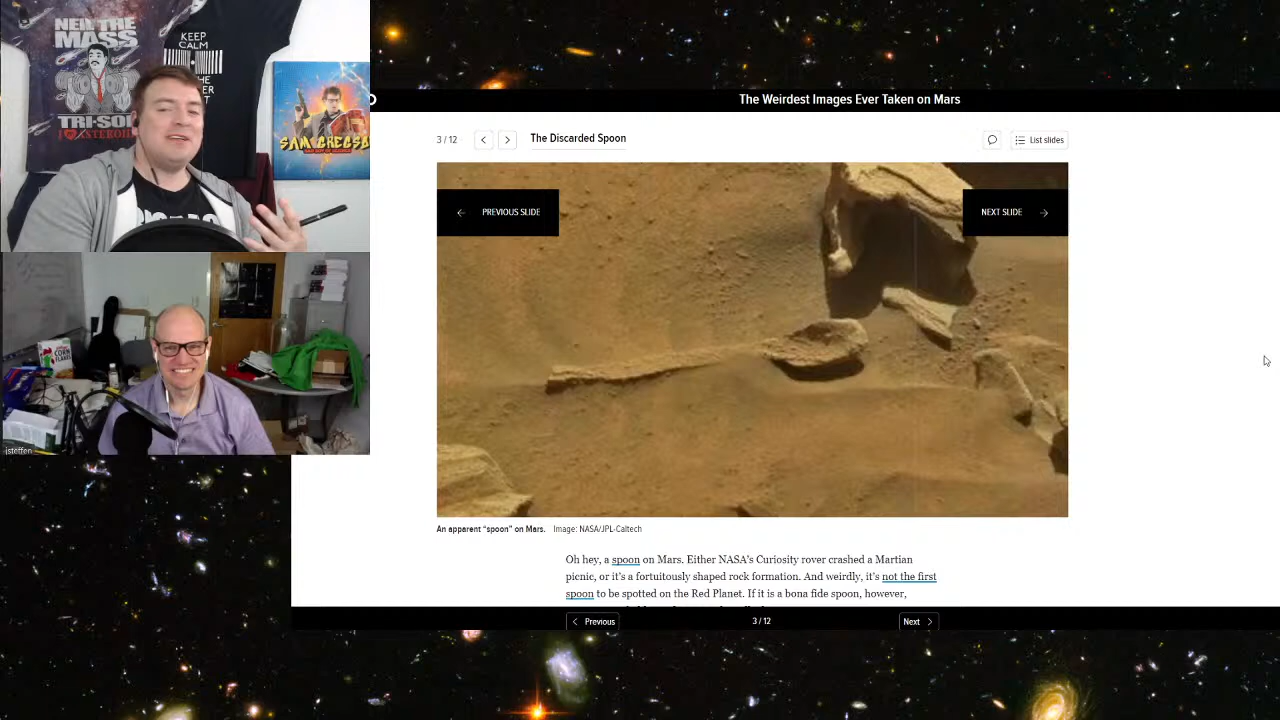 NEIL THE
MASS
TRI-SOL
KEEP
CALM
SAM GREGSO
jsteffen
The Weirdest Images Ever Taken on Mars
3 / 12
The Discarded Spoon
List slides
PREVIOUS SLIDE
NEXT SLIDE
An apparent “spoon” on Mars. Image: NASA/JPL-Caltech
Oh hey, a spoon on Mars. Either NASA's Curiosity rover crashed a Martian
picnic, or it's a fortuitously shaped rock formation. And weirdly, it's not the first
spoon to be spotted on the Red Planet. If it is a bona fide spoon, however,
Previous
3 / 12
Next